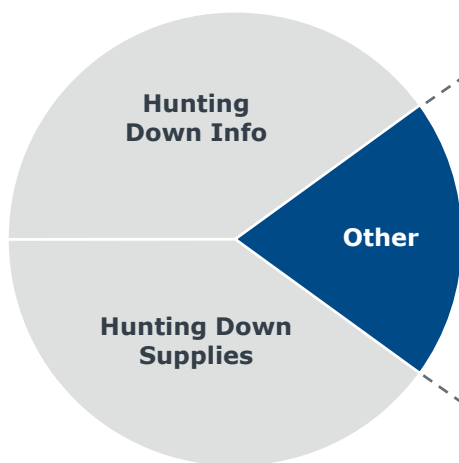 Hunting
Down Info
Other
Hunting Down
Supplies